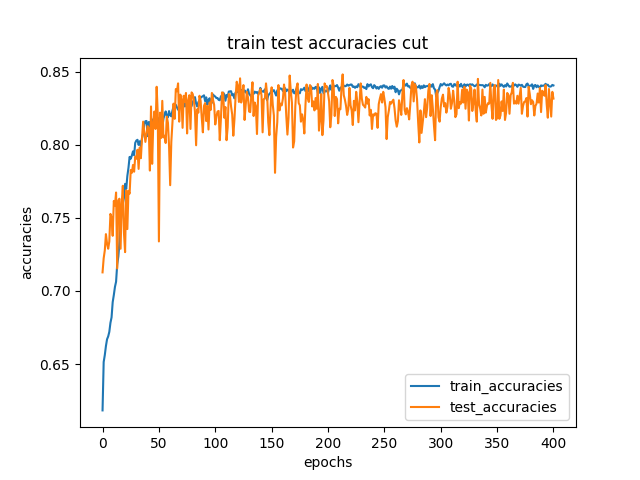 train test accuracies cut
0.85
0.80
0.75
0.70
0.65
accuracies
0 50 100 150 200 250 300 350 400
epochs
train_accuracies
test_accuracies